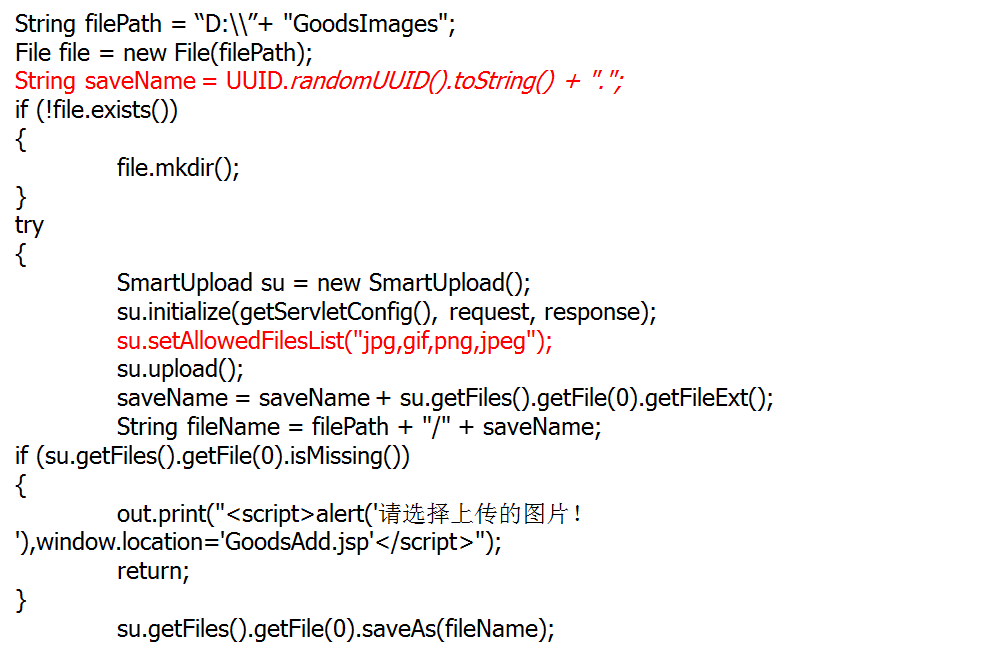 String filePath = “D:\\”+ "GoodsImages";
File file = new File(filePath);
String saveName = UUID.randomUUID().toString() + ".";
if (!file.exists())
{
file.mkdir();
}
try
{
SmartUpload su = new SmartUpload();
su.initialize(getServletConfig(), request, response);
su.setAllowedFilesList("jpg,gif,png,jpeg");
su.upload();
saveName = saveName + su.getFiles().getFile(0).getFileExt();
String fileName = filePath + "/" + saveName;
if (su.getFiles().getFile(0).isMissing())
{
out.print("<script>alert('请选择上传的图片！
'),window.location='GoodsAdd.jsp'</script>");
return;
}
su.getFiles().getFile(0).saveAs(fileName);